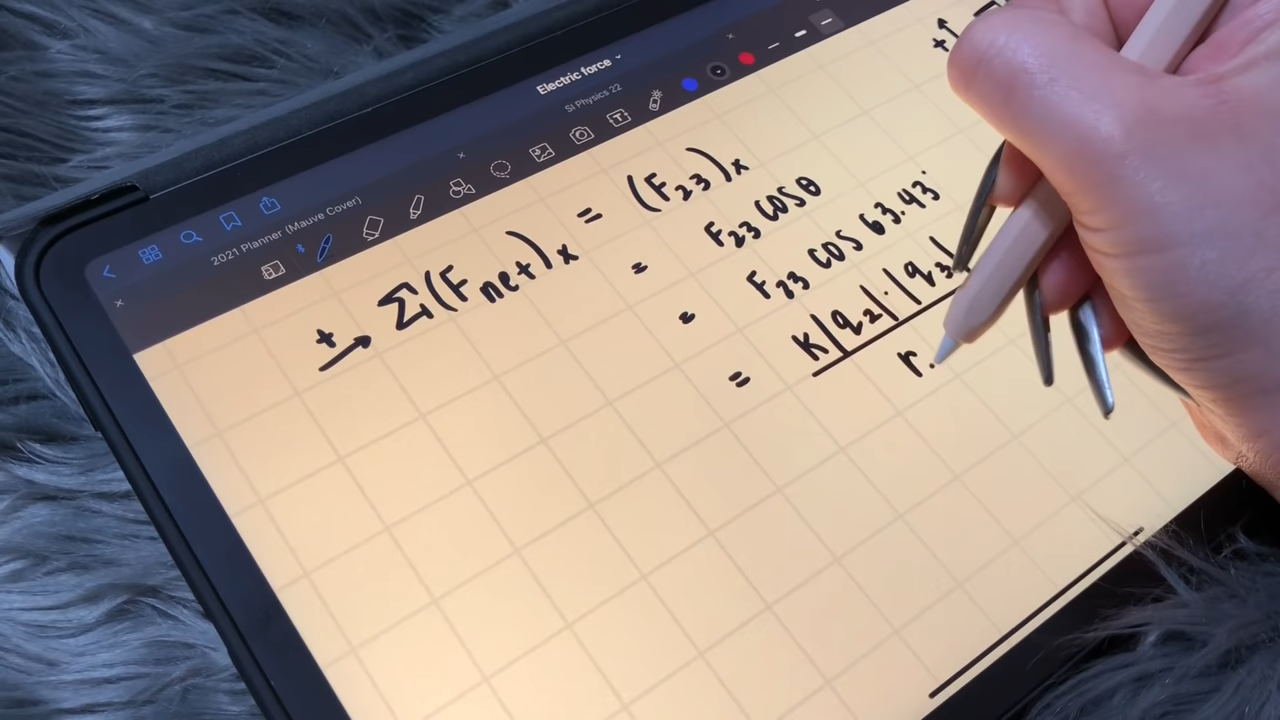 Electric force
SI Physics 22
2021 Planner (Mauve Cover)
+→ Σ(Fnet)x = (F23)x
= F23 cosθ
= F23 cos 63.43°
= K|q2|·|q3|
r
+↑